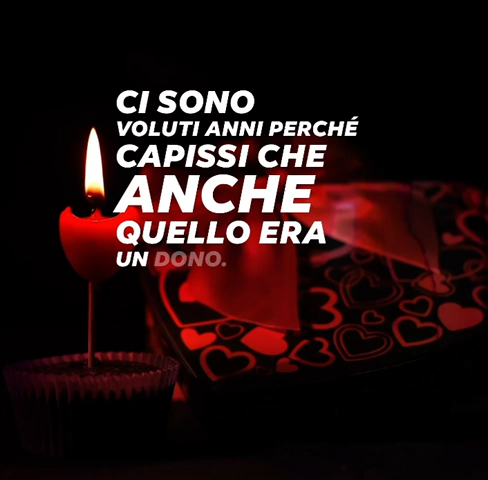 CI SONO
VOLUTI ANNI PERCHÉ
CAPISSI CHE
ANCHE
QUELLO ERA
UN DONO.